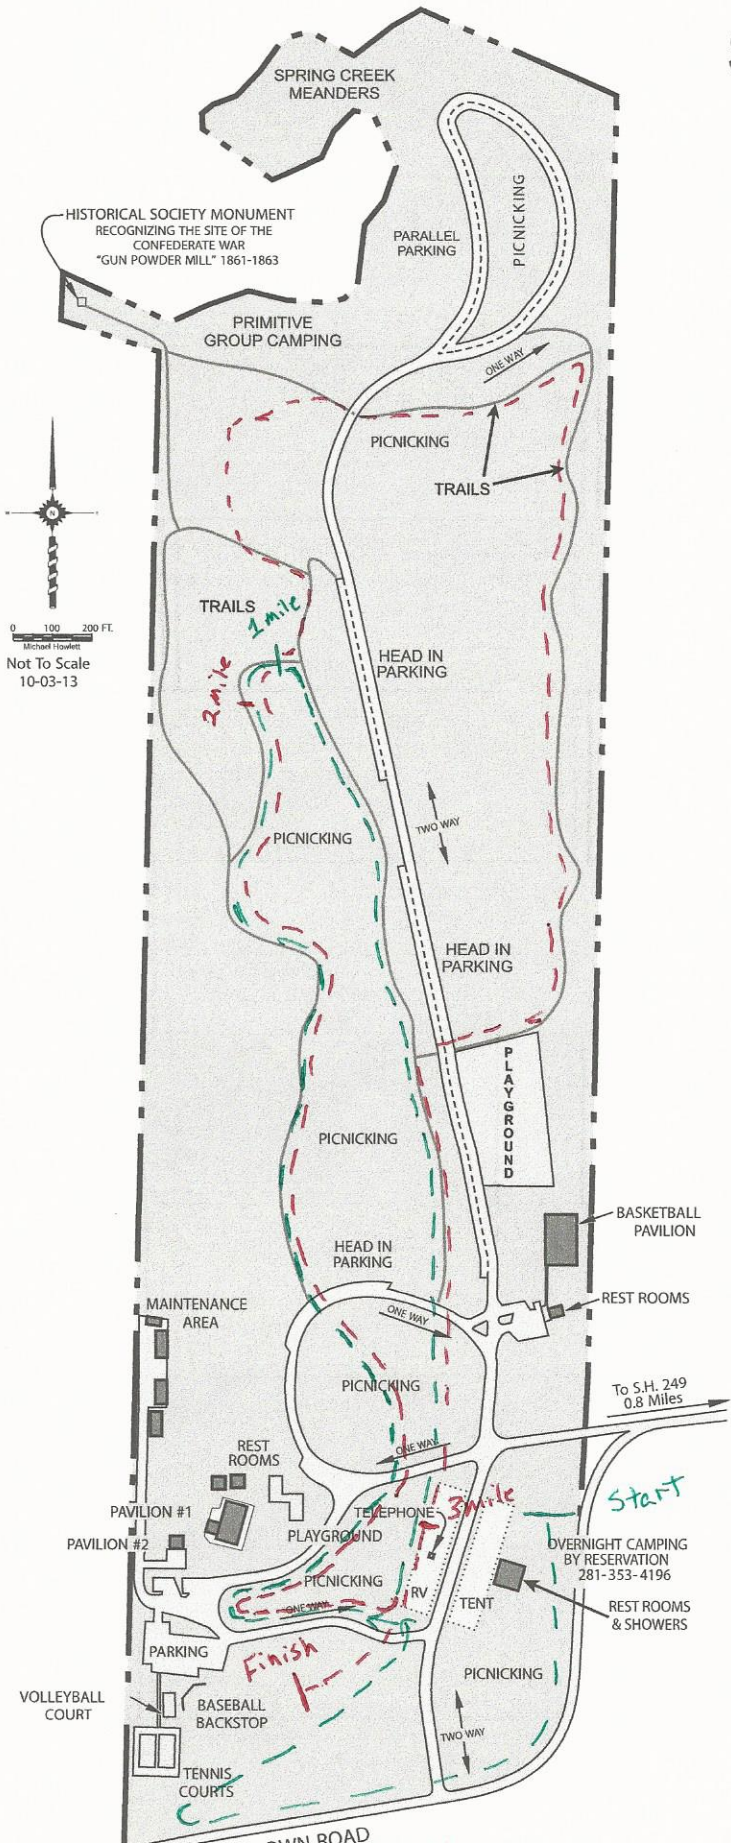 SPRING CREEK
MEANDERS
HISTORICAL SOCIETY MONUMENT
RECOGNIZING THE SITE OF THE
CONFEDERATE WAR
"GUN POWDER MILL" 1861-1863
PARALLEL
PARKING
PICNICKING
PRIMITIVE
GROUP CAMPING
ONE WAY
PICNICKING
TRAILS
N
0 100 200 FT.
Michael Howlett
Not To Scale
10-03-13
TRAILS
1 mile
2 mile
HEAD IN
PARKING
TWO WAY
PICNICKING
HEAD IN
PARKING
PLAYGROUND
PICNICKING
BASKETBALL
PAVILION
HEAD IN
PARKING
REST ROOMS
MAINTENANCE
AREA
ONE WAY
PICNICKING
To S.H. 249
0.8 Miles
ONE WAY
REST
ROOMS
Start
3 mile
TELEPHONE
PAVILION #1
PLAYGROUND
PAVILION #2
OVERNIGHT CAMPING
BY RESERVATION
281-353-4196
PICNICKING
RV
TENT
ONE WAY
REST ROOMS
& SHOWERS
PARKING
Finish
PICNICKING
VOLLEYBALL
COURT
BASEBALL
BACKSTOP
TWO WAY
TENNIS
COURTS
ROAD